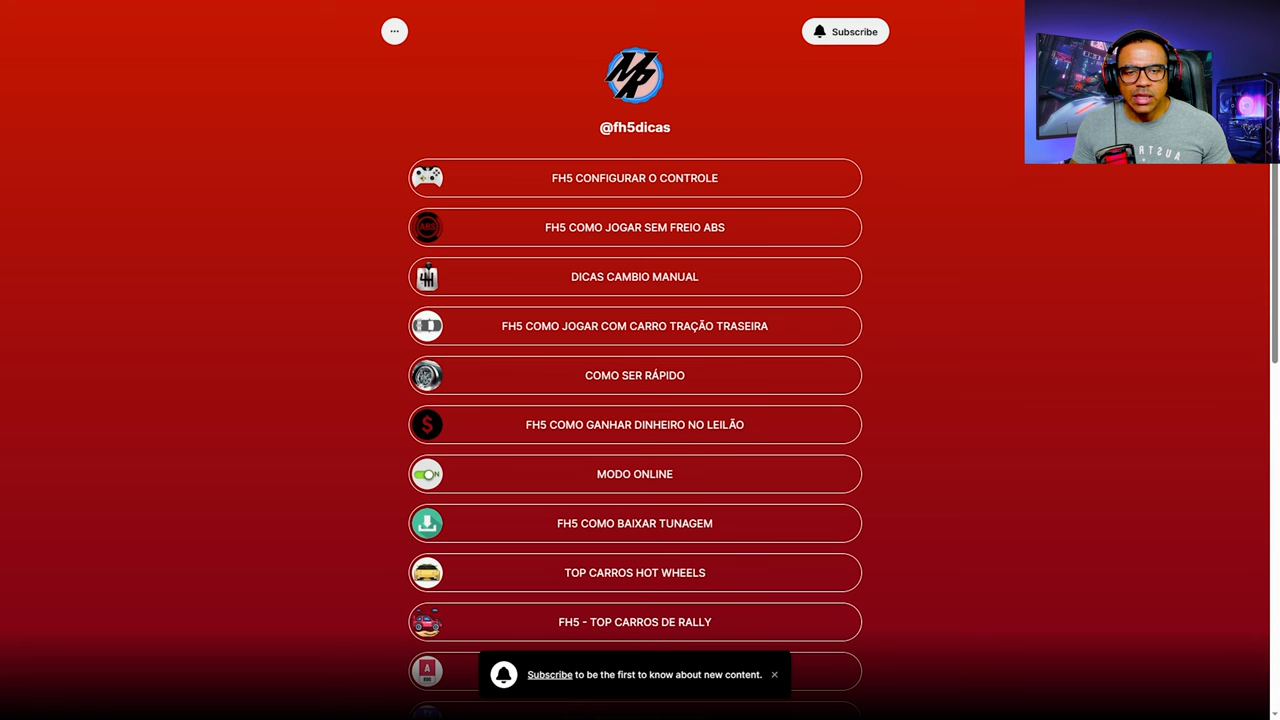 ...
Subscribe
@fh5dicas
FH5 CONFIGURAR O CONTROLE
ABS
FH5 COMO JOGAR SEM FREIO ABS
DICAS CAMBIO MANUAL
FH5 COMO JOGAR COM CARRO TRAÇÃO TRASEIRA
COMO SER RÁPIDO
$
FH5 COMO GANHAR DINHEIRO NO LEILÃO
MODO ONLINE
FH5 COMO BAIXAR TUNAGEM
TOP CARROS HOT WHEELS
FH5 - TOP CARROS DE RALLY
A
800
Subscribe to be the first to know about new content.